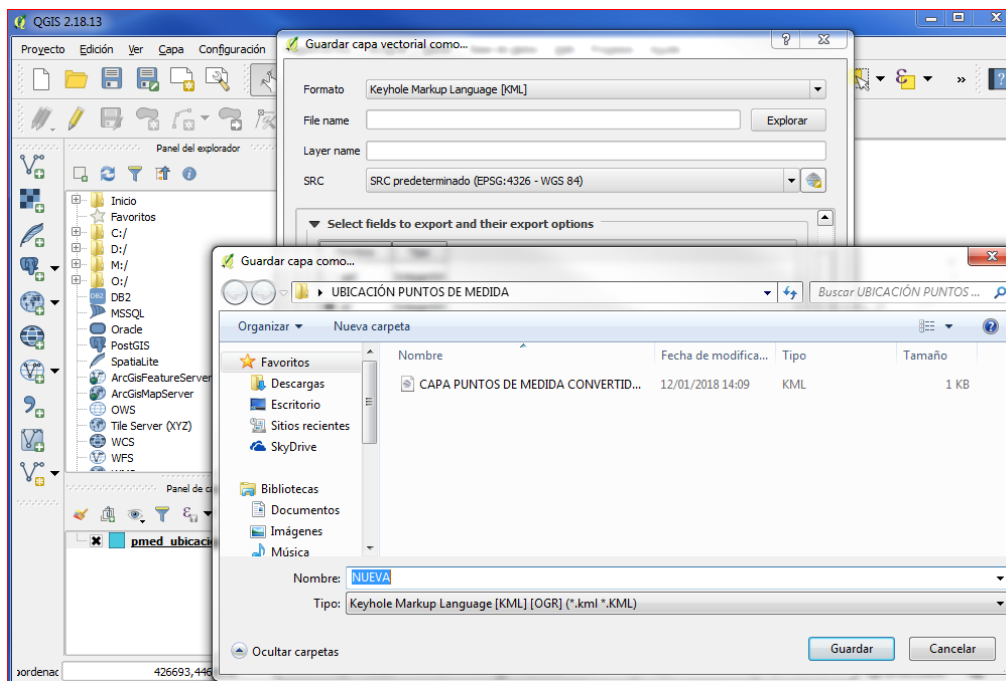 QGIS 2.18.13
Proyecto Edición Ver Capa Configuración
Guardar capa vectorial como...
Formato Keyhole Markup Language [KML]
File name Explorar
Layer name
SRC SRC predeterminado (EPSG:4326 - WGS 84)
Select fields to export and their export options
Panel del explorador
Inicio
Favoritos
C:/
D:/
M:/
O:/
DB2
MSSQL
Oracle
PostGIS
SpatiaLite
ArcGisFeatureServer
ArcGisMapServer
OWS
Tile Server (XYZ)
WCS
WFS
Panel de ca
pmed_ubicaci
oordenac 426693,446
Guardar capa como...
UBICACIÓN PUNTOS DE MEDIDA
Buscar UBICACIÓN PUNTOS ...
Organizar Nueva carpeta
Favoritos
Descargas
Escritorio
Sitios recientes
SkyDrive
Bibliotecas
Documentos
Imágenes
Música
Nombre Fecha de modifica... Tipo Tamaño
CAPA PUNTOS DE MEDIDA CONVERTID... 12/01/2018 14:09 KML 1 KB
Nombre: NUEVA
Tipo: Keyhole Markup Language [KML] [OGR] (*.kml *.KML)
Ocultar carpetas
Guardar Cancelar